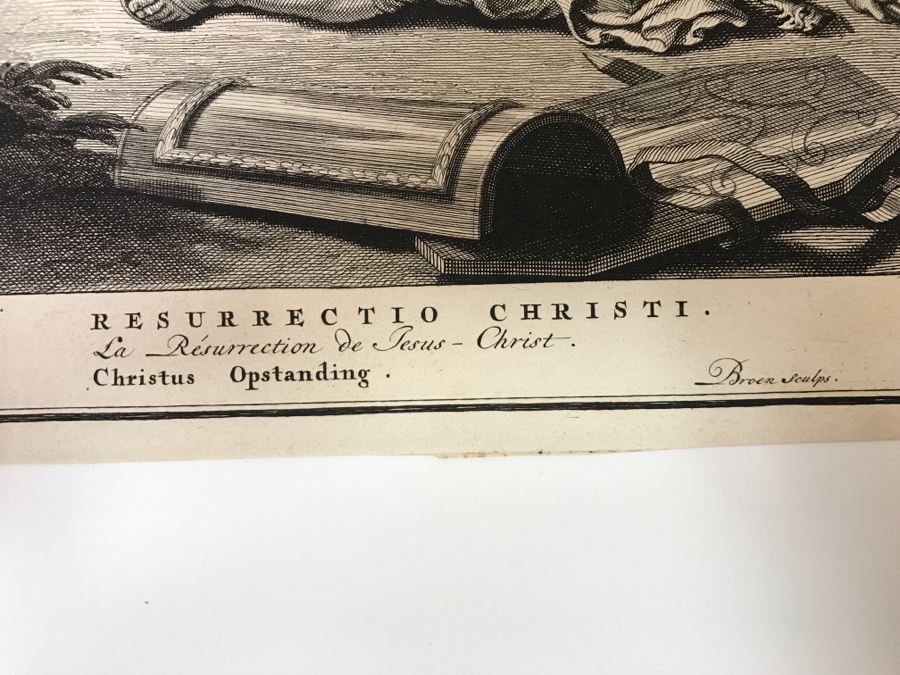 RESURRECTIO CHRISTI.
La Résurrection de Jesus-Christ.
Christus Opstanding.
Broen Sculps.